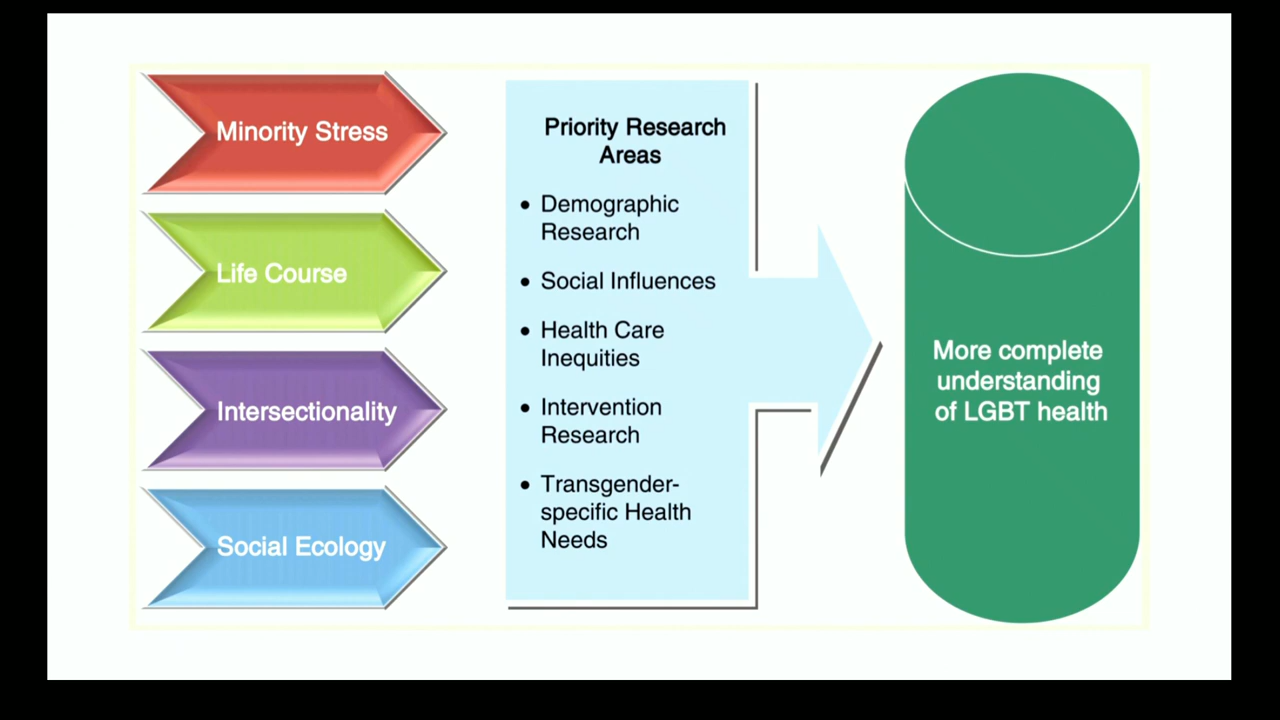 Minority Stress
Life Course
Intersectionality
Social Ecology
Priority Research
Areas
• Demographic
Research
• Social Influences
• Health Care
Inequities
• Intervention
Research
• Transgender-
specific Health
Needs
More complete
understanding
of LGBT health